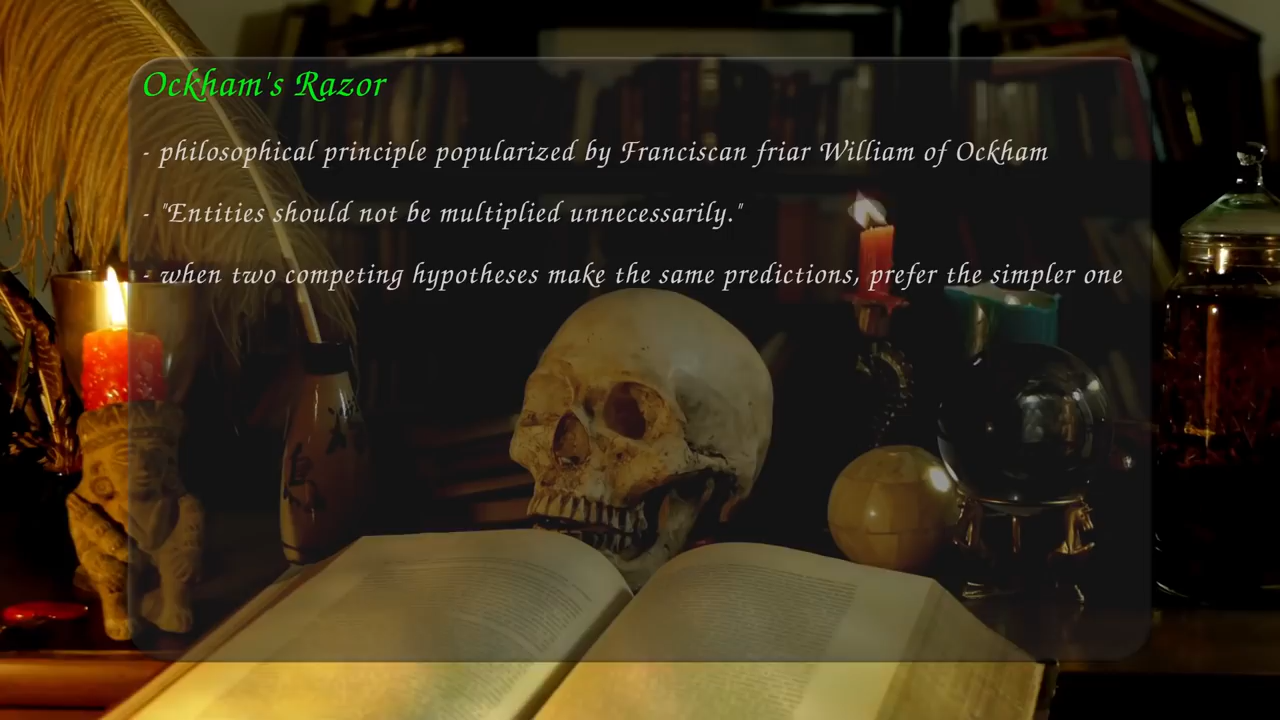 Ockham's Razor
- philosophical principle popularized by Franciscan friar William of Ockham
- "Entities should not be multiplied unnecessarily."
- when two competing hypotheses make the same predictions, prefer the simpler one